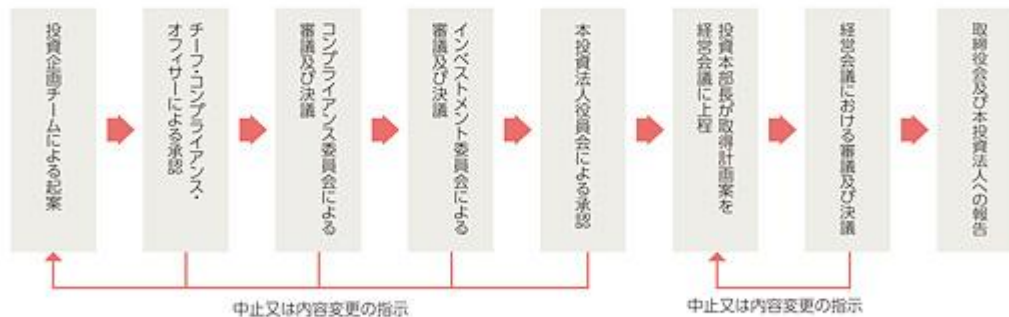 投資企画チームによる起案
チーフ・コンプライアンス・
オフィサーによる承認
コンプライアンス委員会による
審議及び決議
インベストメント委員会による
審議及び決議
本投資法人役員会による承認
投資本部長が取得計画案を
経営会議に上程
経営会議における審議及び決議
取締役会及び本投資法人への報告
中止又は内容変更の指示
中止又は内容変更の指示